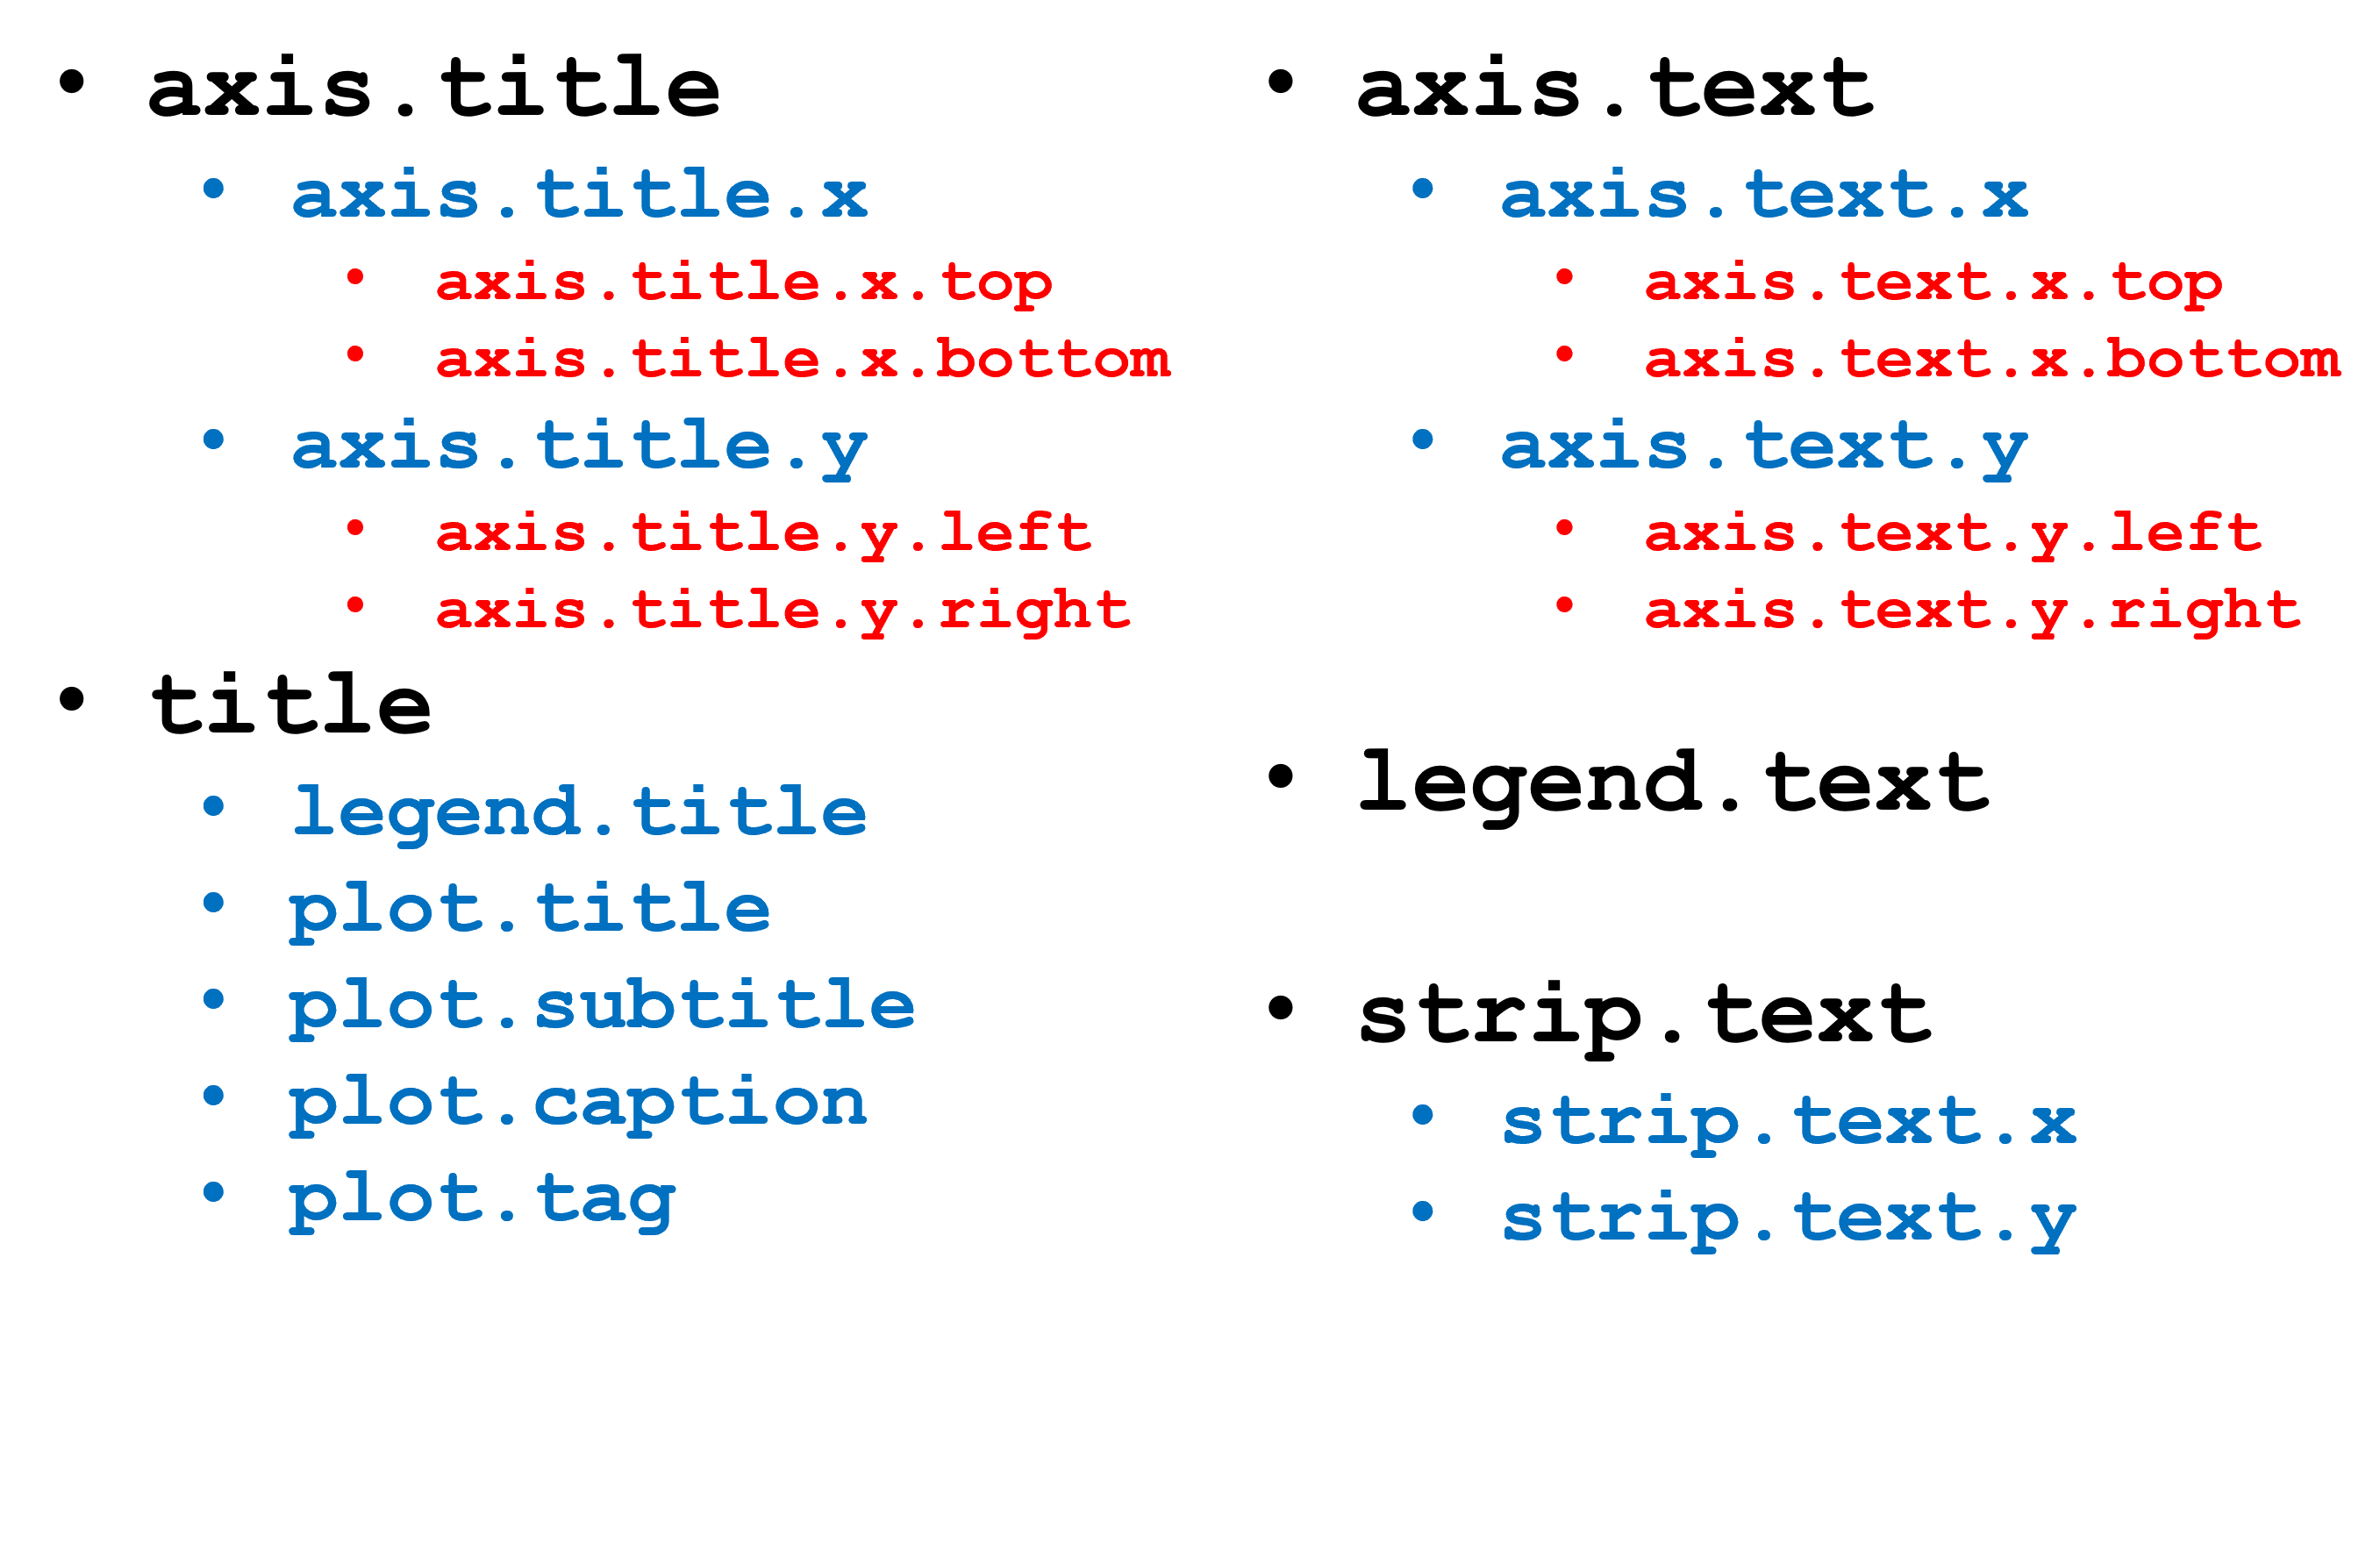 • axis.title
• axis.title.x
• axis.title.x.top
• axis.title.x.bottom
• axis.title.y
• axis.title.y.left
• axis.title.y.right
• title
• legend.title
• plot.title
• plot.subtitle
• plot.caption
• plot.tag
• axis.text
• axis.text.x
• axis.text.x.top
• axis.text.x.bottom
• axis.text.y
• axis.text.y.left
• axis.text.y.right
• legend.text
• strip.text
• strip.text.x
• strip.text.y